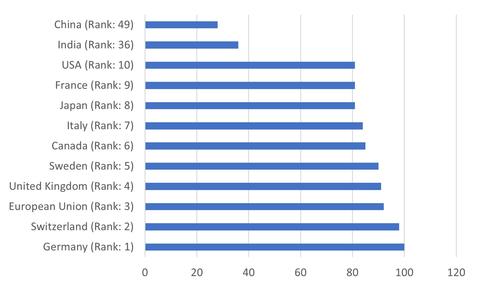 China (Rank: 49)
India (Rank: 36)
USA (Rank: 10)
France (Rank: 9)
Japan (Rank: 8)
Italy (Rank: 7)
Canada (Rank: 6)
Sweden (Rank: 5)
United Kingdom (Rank: 4)
European Union (Rank: 3)
Switzerland (Rank: 2)
Germany (Rank: 1)
0 20 40 60 80 100 120